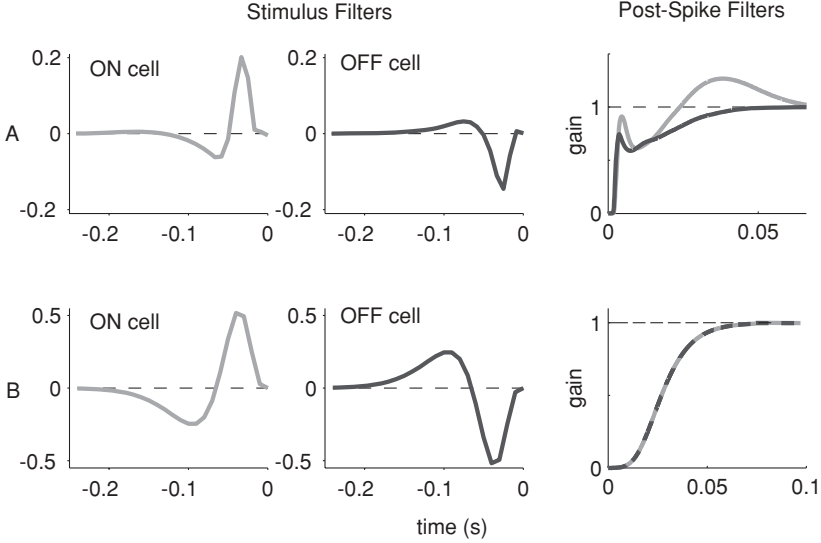 Stimulus Filters
Post-Spike Filters
A
ON cell
0.2
0
-0.2
-0.2 -0.1 0
OFF cell
0.2
0
-0.2
-0.2 -0.1 0
gain
1
0
0 0.05
B
ON cell
0.5
0
-0.5
-0.2 -0.1 0
OFF cell
0.5
0
-0.5
-0.2 -0.1 0
gain
1
0
0 0.05 0.1
time (s)